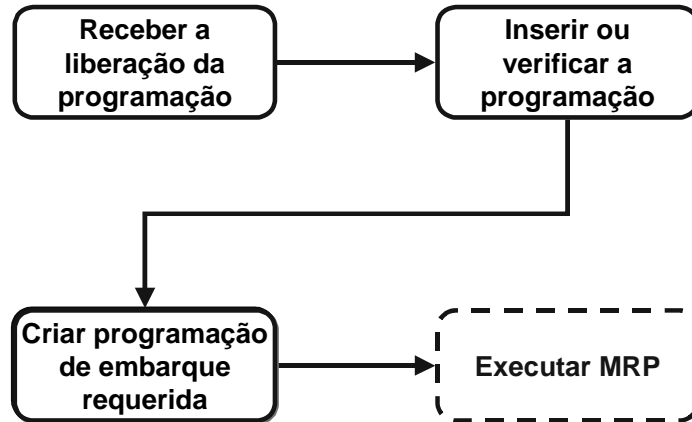 Receber a
liberação da
programação
Inserir ou
verificar a
programação
Criar programação
de embarque
requerida
Executar MRP